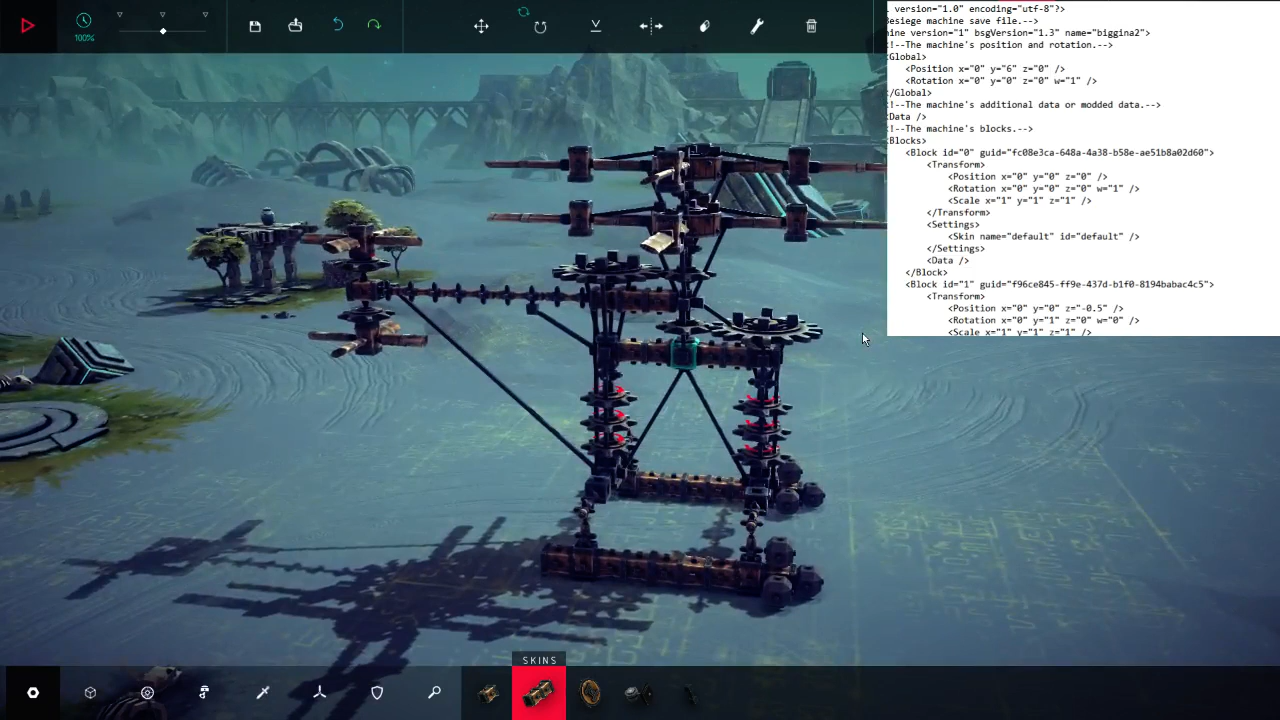 100%
SKINS
version="1.0" encoding="utf-8"?>
Besiege machine save file.-->
ine version="1" bsgVersion="1.3" name="biggina2">
!--The machine's position and rotation.-->
Global>
<Position x="0" y="6" z="0" />
<Rotation x="0" y="0" z="0" w="1" />
/Global>
!--The machine's additional data or modded data.-->
Data />
!--The machine's blocks.-->
Blocks>
<Block id="0" guid="fc08e3ca-648a-4a38-b58e-ae51b8a02d60">
<Transform>
<Position x="0" y="0" z="0" />
<Rotation x="0" y="0" z="0" w="1" />
<Scale x="1" y="1" z="1" />
</Transform>
<Settings>
<Skin name="default" id="default" />
</Settings>
<Data />
</Block>
<Block id="1" guid="f96ce845-ff9e-437d-b1f0-8194babac4c5">
<Transform>
<Position x="0" y="0" z="-0.5" />
<Rotation x="0" y="1" z="0" w="0" />
<Scale x="1" y="1" z="1" />